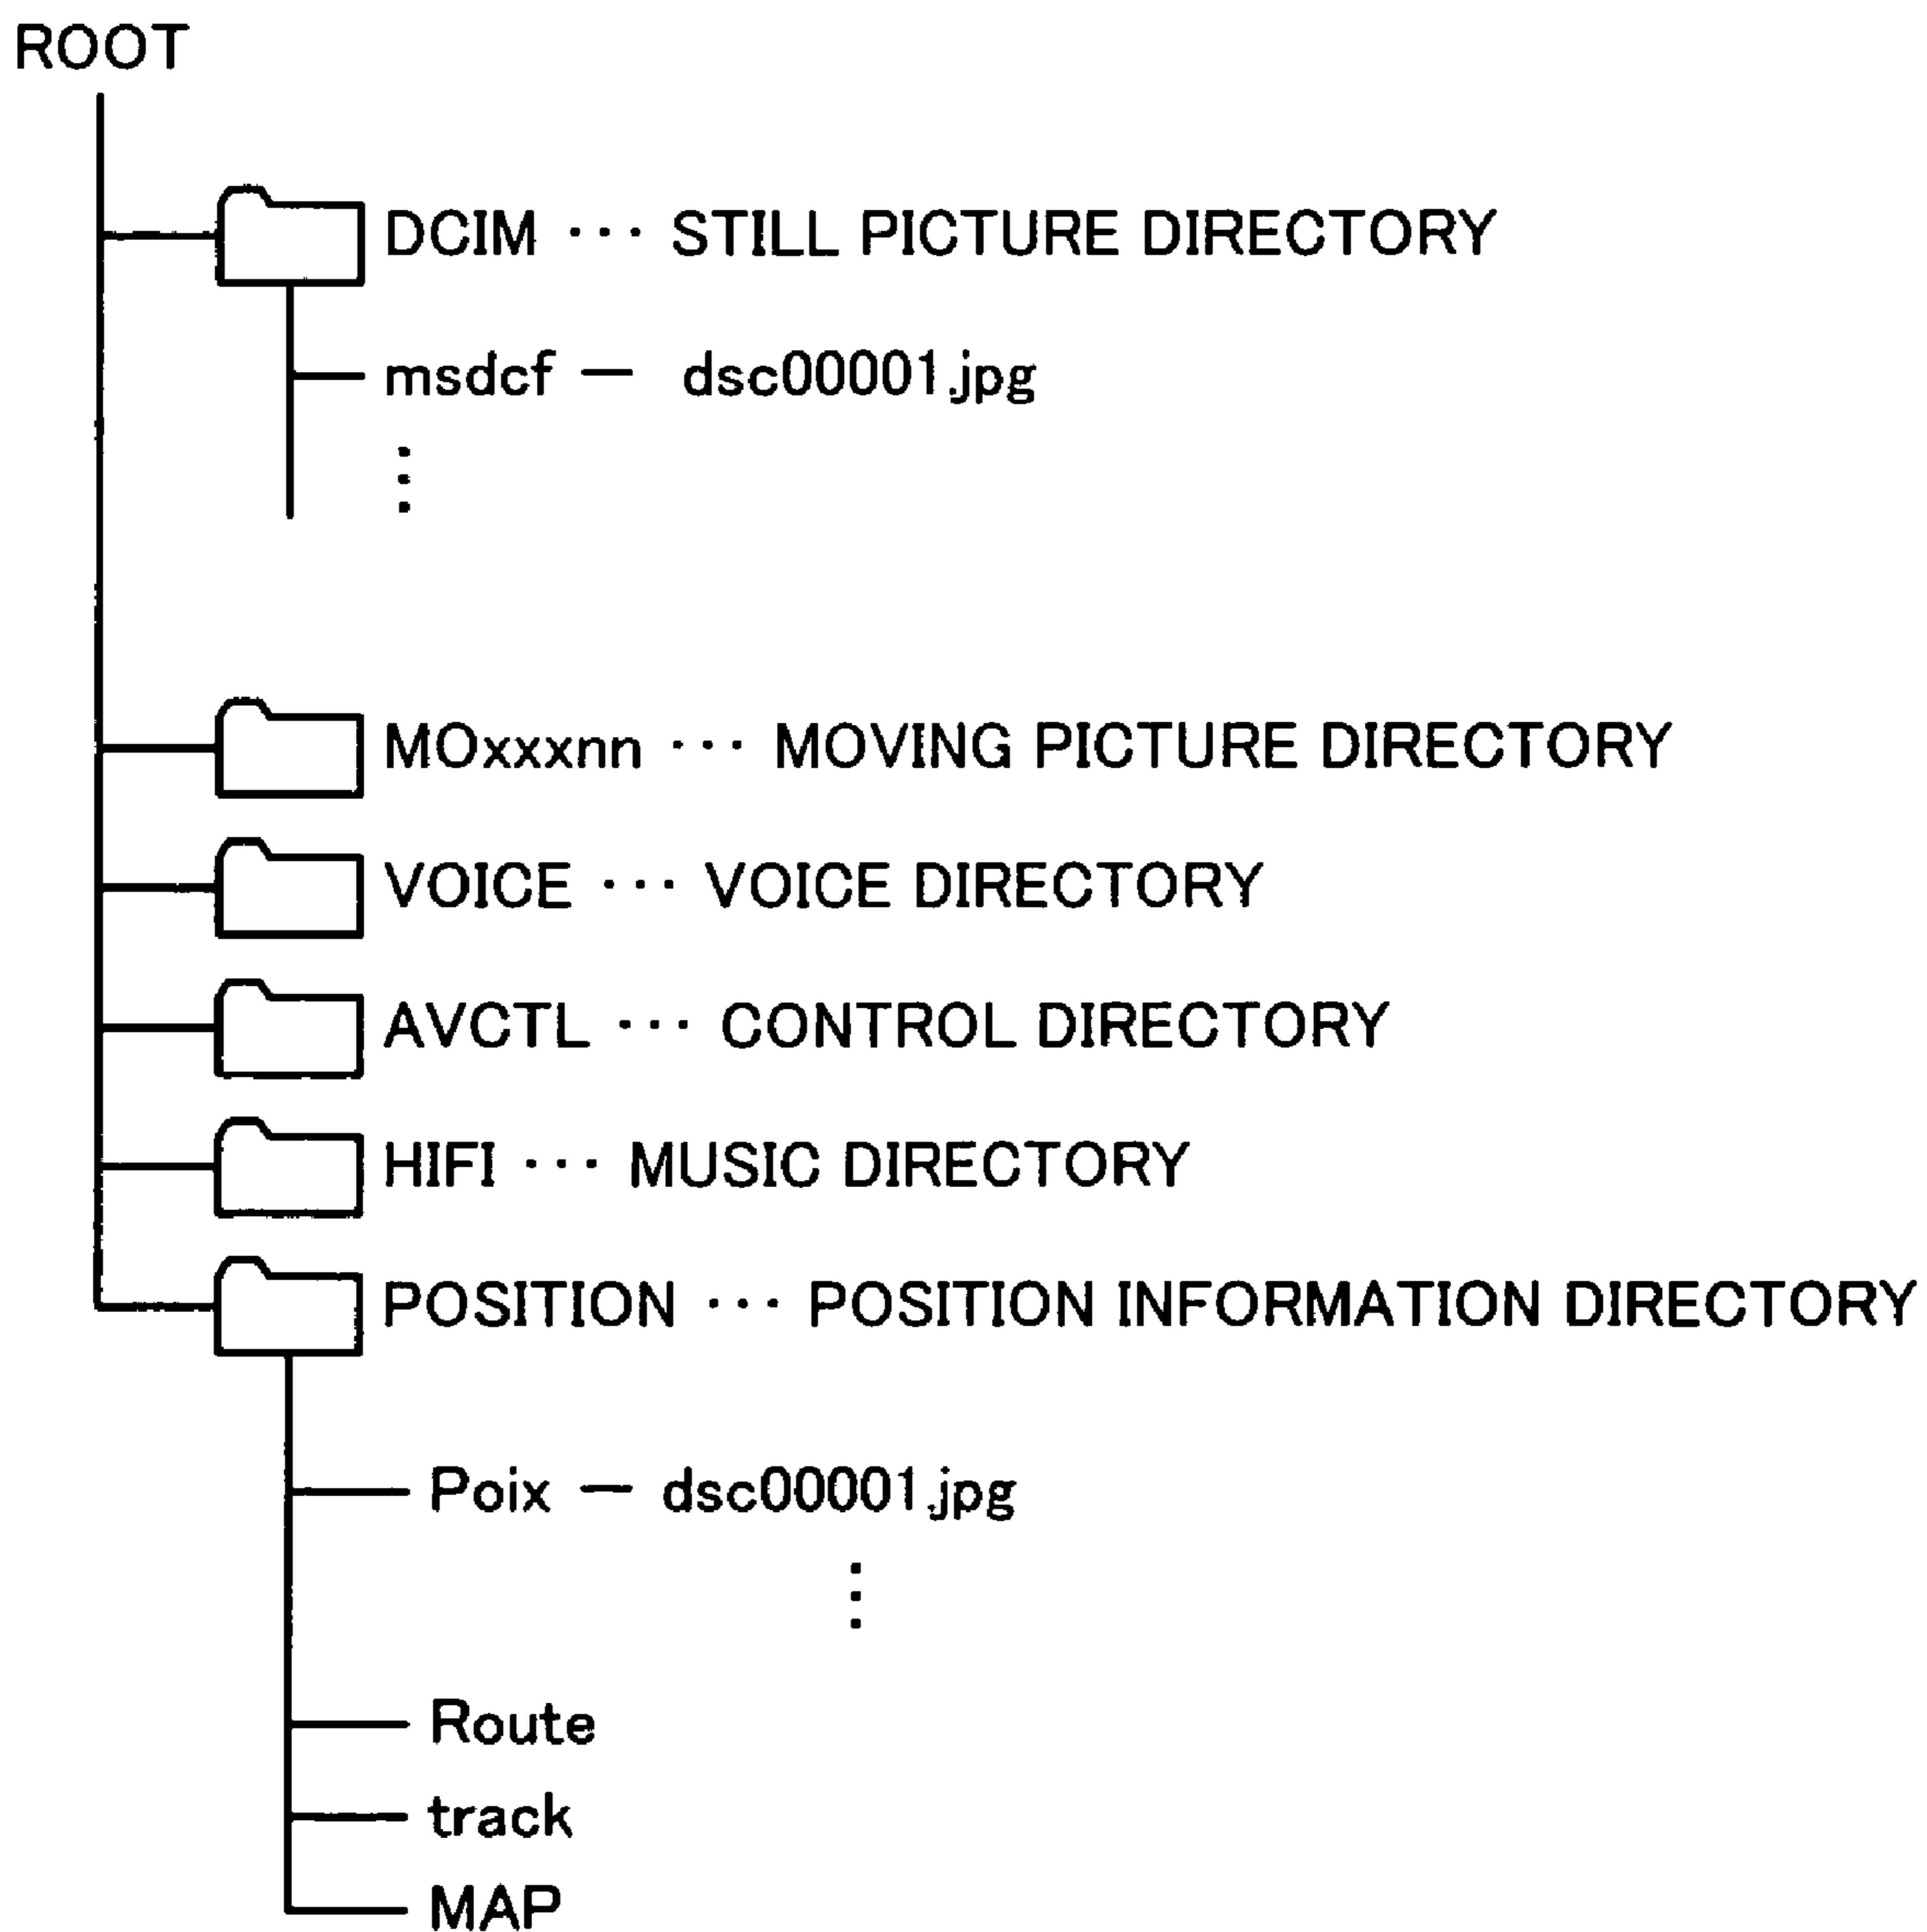 ROOT
DCIM ··· STILL PICTURE DIRECTORY
msdcf — dsc00001.jpg
⋮
MOxxxnn ··· MOVING PICTURE DIRECTORY
VOICE ··· VOICE DIRECTORY
AVCTL ··· CONTROL DIRECTORY
HIFI ··· MUSIC DIRECTORY
POSITION ··· POSITION INFORMATION DIRECTORY
Poix — dsc00001.jpg
⋮
Route
track
MAP